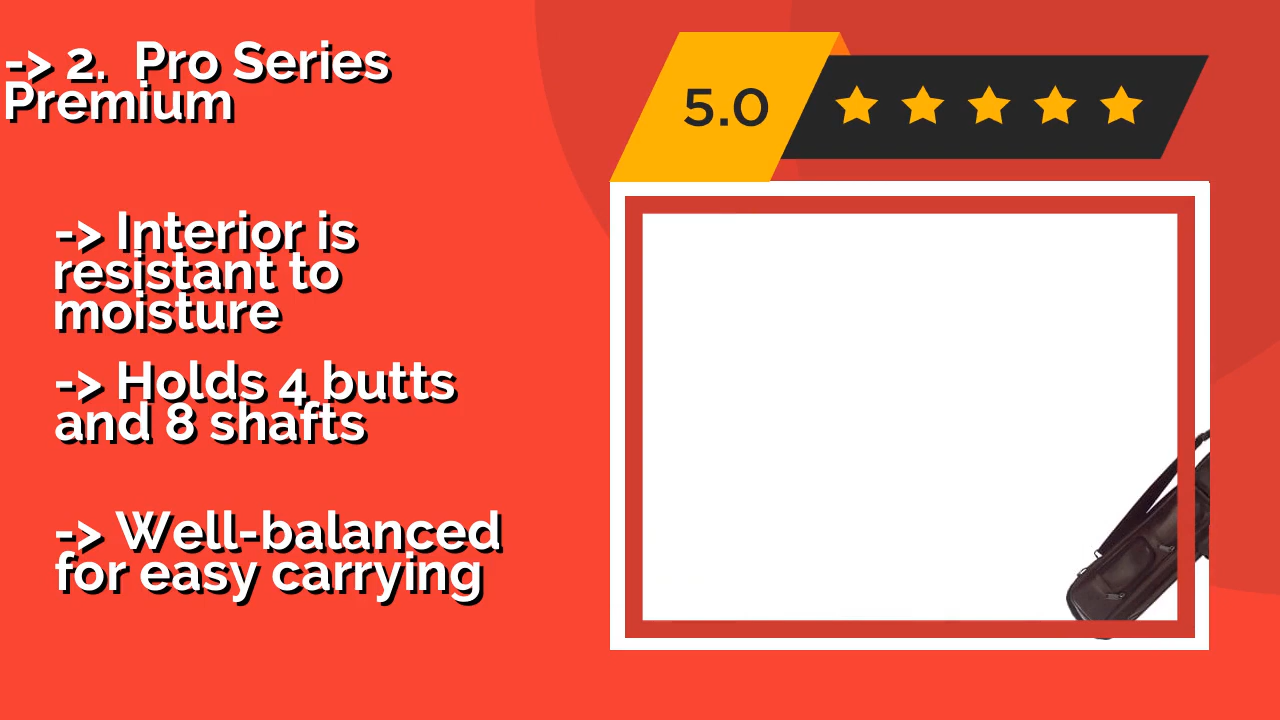 -> 2.  Pro Series
Premium
5.0
-> Interior is
resistant to
moisture
-> Holds 4 butts
and 8 shafts
-> Well-balanced
for easy carrying